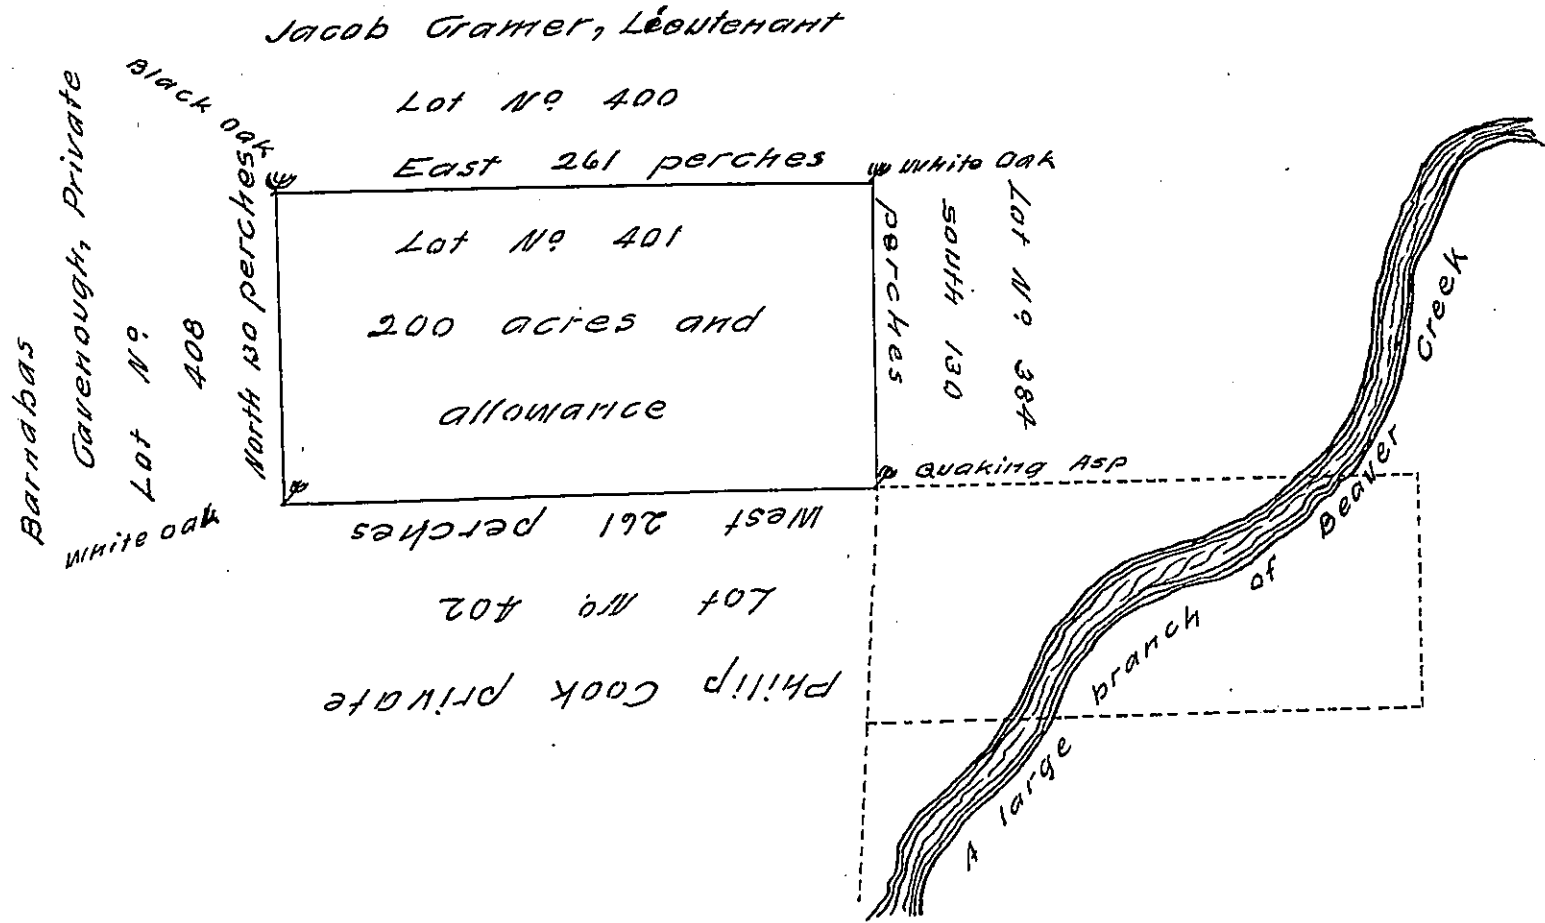 Jacob Cramer, Lieutenant
Lot Nº 400
East 261 perches
Black Oak
White Oak
Barnabas
Cavenough, Private
Lot Nº
408
North 130 perches
Lot Nº 401
200 acres and
allowance
perches
South 130
Lot Nº 384
Quaking Asp
White Oak
West 261 perches
Lot Nº 402
Philip Cook private
A large branch of Beaver Creek